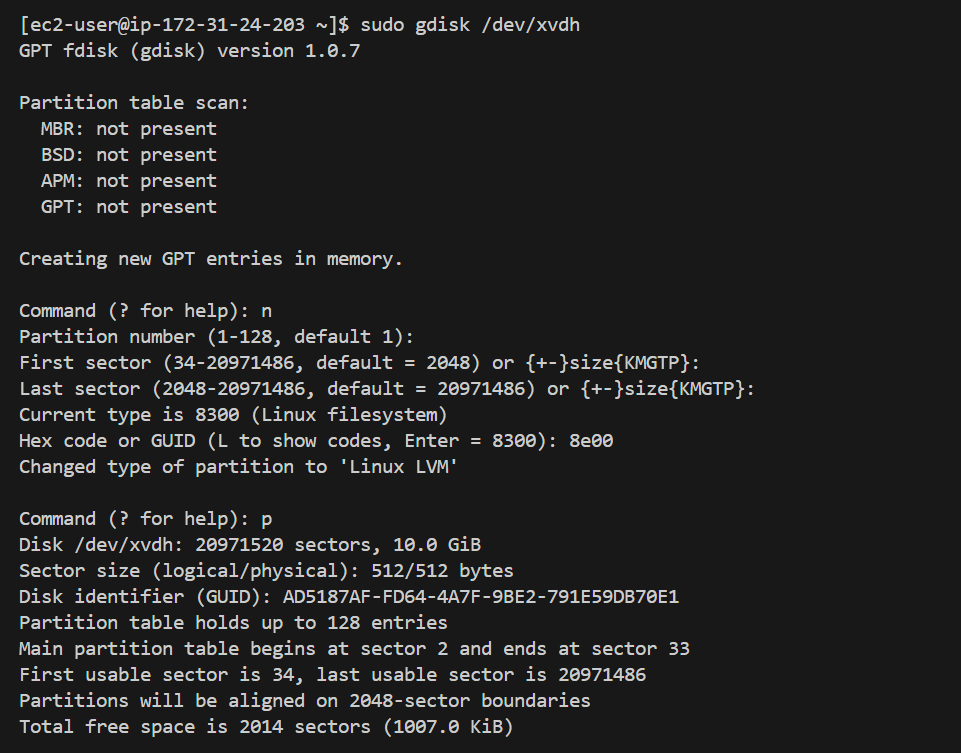 [ec2-user@ip-172-31-24-203 ~]$ sudo gdisk /dev/xvdh
GPT fdisk (gdisk) version 1.0.7
Partition table scan:
  MBR: not present
  BSD: not present
  APM: not present
  GPT: not present
Creating new GPT entries in memory.
Command (? for help): n
Partition number (1-128, default 1):
First sector (34-20971486, default = 2048) or {+-}size{KMGTP}:
Last sector (2048-20971486, default = 20971486) or {+-}size{KMGTP}:
Current type is 8300 (Linux filesystem)
Hex code or GUID (L to show codes, Enter = 8300): 8e00
Changed type of partition to 'Linux LVM'
Command (? for help): p
Disk /dev/xvdh: 20971520 sectors, 10.0 GiB
Sector size (logical/physical): 512/512 bytes
Disk identifier (GUID): AD5187AF-FD64-4A7F-9BE2-791E59DB70E1
Partition table holds up to 128 entries
Main partition table begins at sector 2 and ends at sector 33
First usable sector is 34, last usable sector is 20971486
Partitions will be aligned on 2048-sector boundaries
Total free space is 2014 sectors (1007.0 KiB)